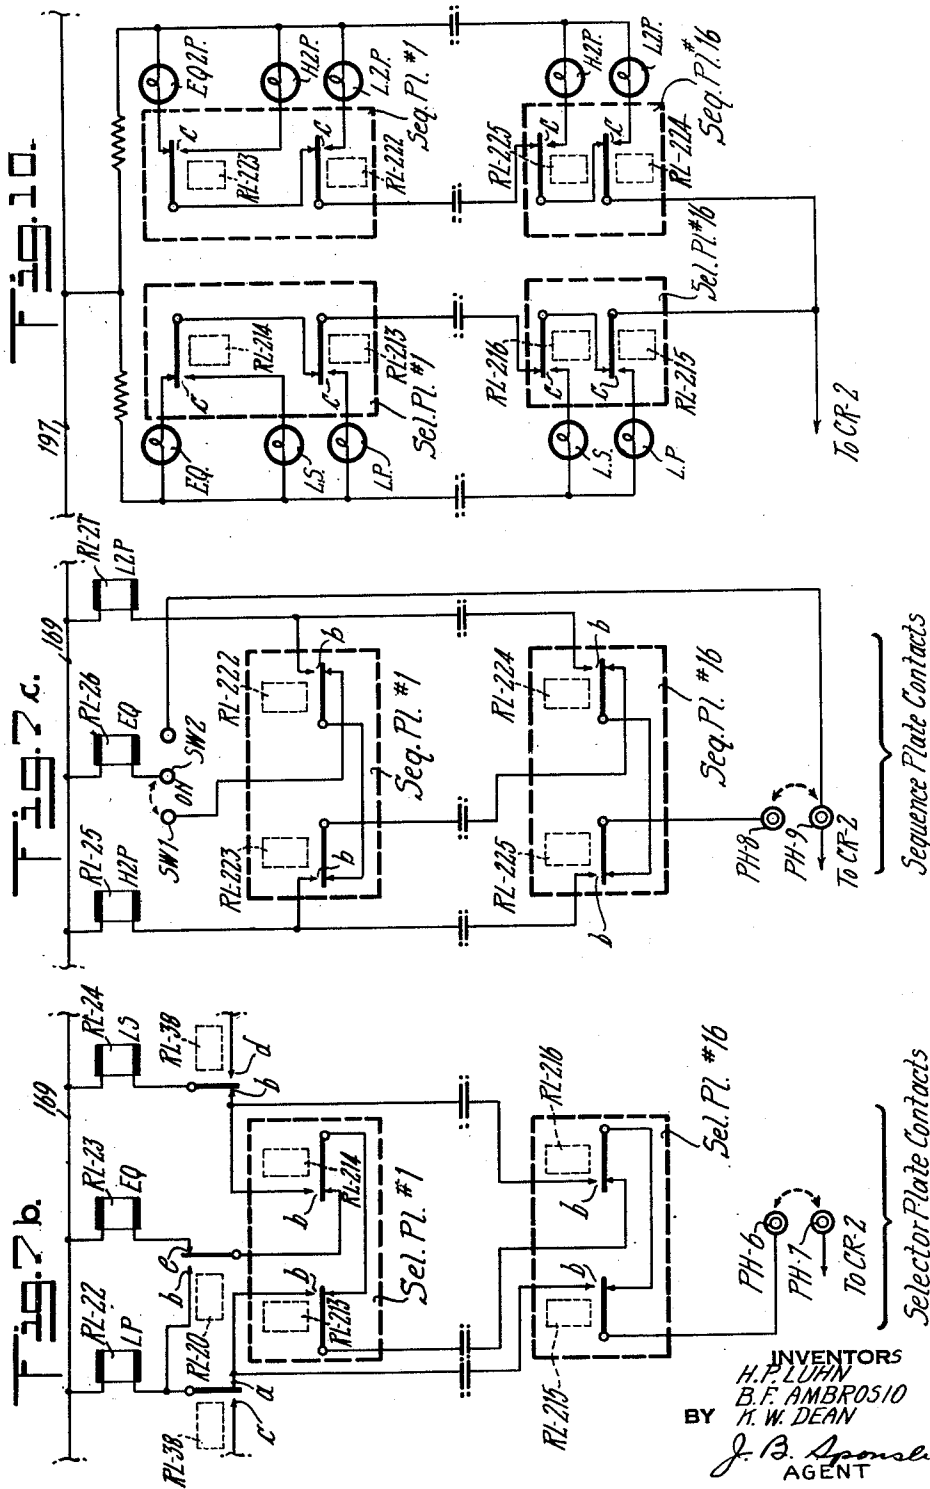 Fig. 10.
197
EQ2P.
H2P.
L2P.
H2P.
L2P.
C
RL-223
C
RL-222
Seq. Pl. #1
RL-225
C
C
RL-224
Seq. Pl. #16
RL-214
C
RL-213
C
Sel. Pl. #1
RL-216
C
C
RL-215
Sel. Pl. #16
EQ.
L.S.
L.P.
L.S.
L.P.
To CR-2
Fig. 7c.
169
RL-25
H2P
RL-26
EQ
RL-27
L2P
SW1
ON
SW2
RL-223
b
RL-222
b
Seq. Pl. #1
RL-225
b
RL-224
b
Seq. Pl. #16
PH-8
PH-9
To CR-2
Sequence Plate Contacts
Fig. 7b.
169
RL-22
LP
RL-23
EQ
RL-24
LS
RL-38
c
a
RL-20
b
e
RL-38
b
d
RL-213
b
RL-214
b
Sel. Pl. #1
RL-215
b
RL-216
b
Sel. Pl. #16
PH-6
PH-7
To CR-2
Selector Plate Contacts
INVENTORS
H. P. LUHN
B. F. AMBROSIO
BY K. W. DEAN
J. B. Sponsle
AGENT